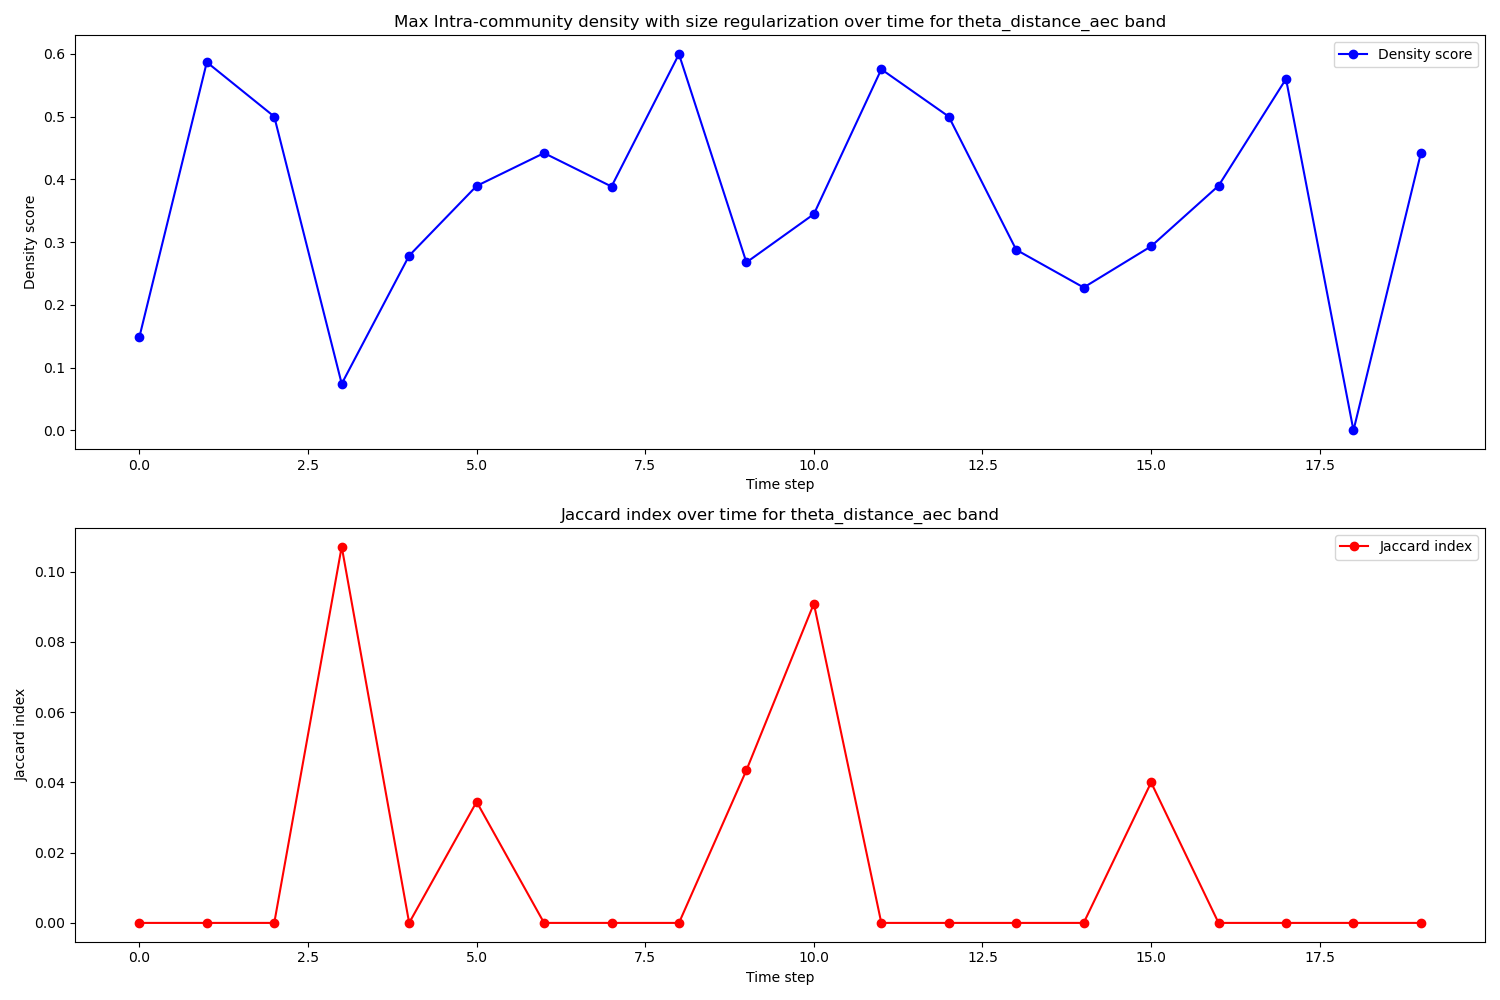 Max Intra-community density with size regularization over time for theta_distance_aec band
Density score
0.6
0.5
0.4
0.3
0.2
0.1
0.0
Density score
0.0 2.5 5.0 7.5 10.0 12.5 15.0 17.5
Time step
Jaccard index over time for theta_distance_aec band
Jaccard index
0.10
0.08
0.06
0.04
0.02
0.00
Jaccard index
0.0 2.5 5.0 7.5 10.0 12.5 15.0 17.5
Time step